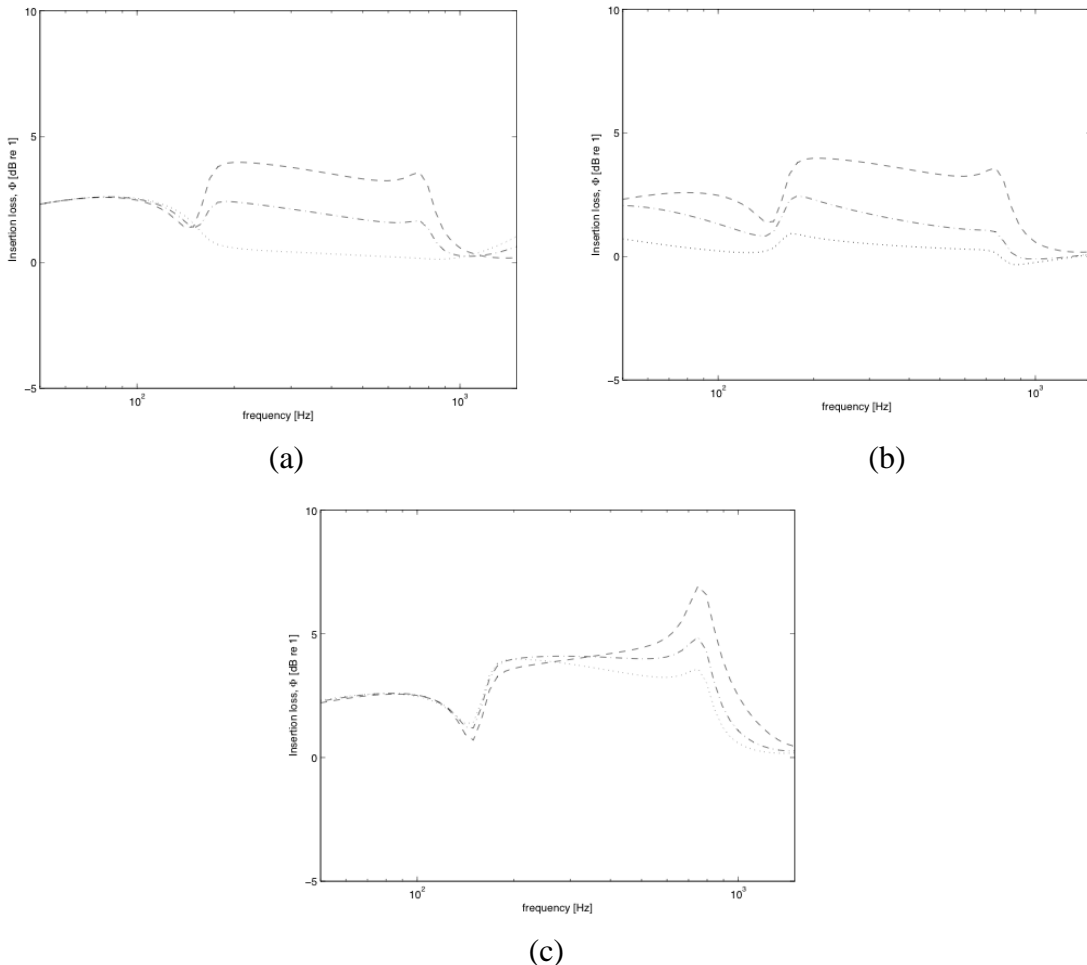 10
5
0
−5
Insertion loss, Φ [dB re 1]
10²
10³
frequency [Hz]
(a)
10
5
0
−5
Insertion loss, Φ [dB re 1]
10²
10³
frequency [Hz]
(b)
10
5
0
−5
Insertion loss, Φ [dB re 1]
10²
10³
frequency [Hz]
(c)